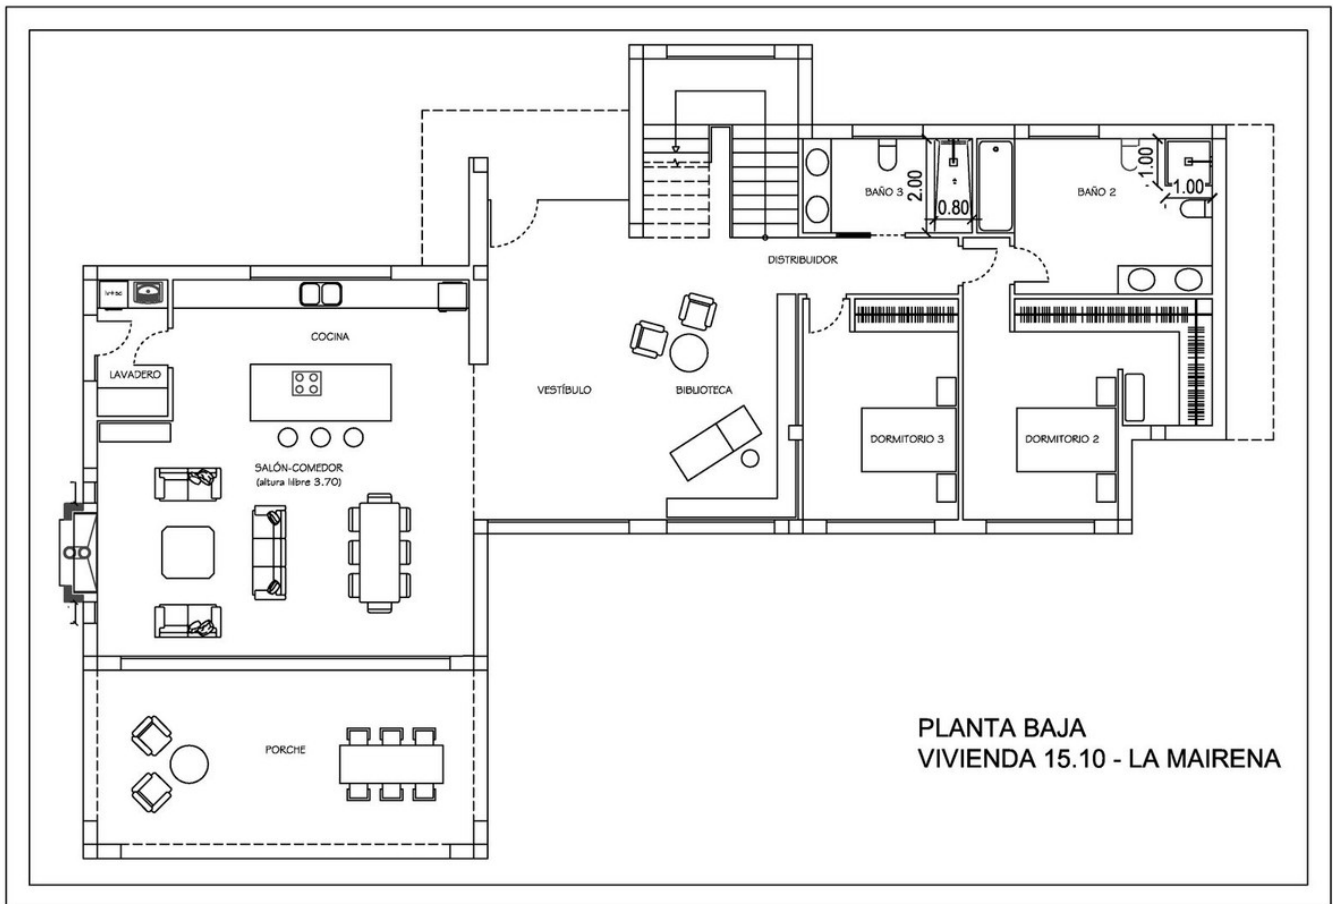 BAÑO 3
2.00
0.80
BAÑO 2
1.00
1.00
DISTRIBUIDOR
COCINA
LAVADERO
VESTÍBULO
BIBLIOTECA
DORMITORIO 3
DORMITORIO 2
SALÓN-COMEDOR
(altura libre 3.70)
PORCHE
PLANTA BAJA
VIVIENDA 15.10 - LA MAIRENA